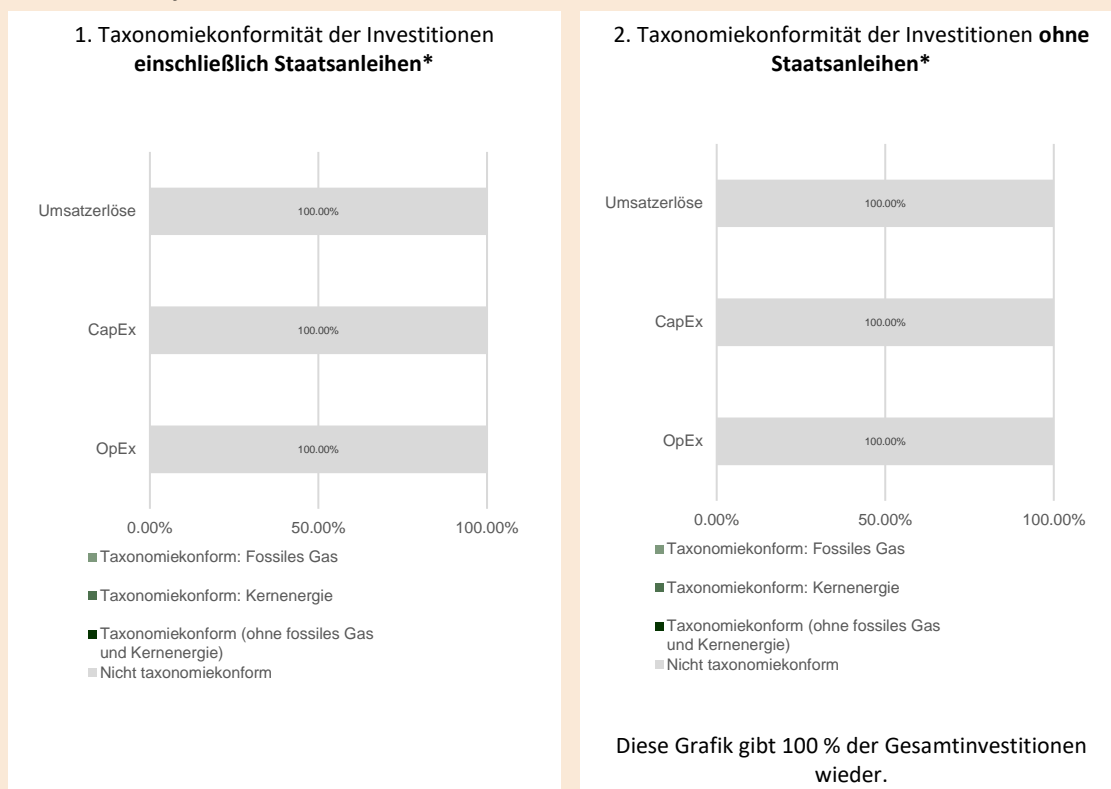 1. Taxonomiekonformität der Investitionen
einschließlich Staatsanleihen*
Umsatzerlöse
100.00%
CapEx
100.00%
OpEx
100.00%
0.00%
50.00%
100.00%
Taxonomiekonform: Fossiles Gas
Taxonomiekonform: Kernenergie
Taxonomiekonform (ohne fossiles Gas
und Kernenergie)
Nicht taxonomiekonform
2. Taxonomiekonformität der Investitionen ohne
Staatsanleihen*
Umsatzerlöse
100.00%
CapEx
100.00%
OpEx
100.00%
0.00%
50.00%
100.00%
Taxonomiekonform: Fossiles Gas
Taxonomiekonform: Kernenergie
Taxonomiekonform (ohne fossiles Gas
und Kernenergie)
Nicht taxonomiekonform
Diese Grafik gibt 100 % der Gesamtinvestitionen
wieder.